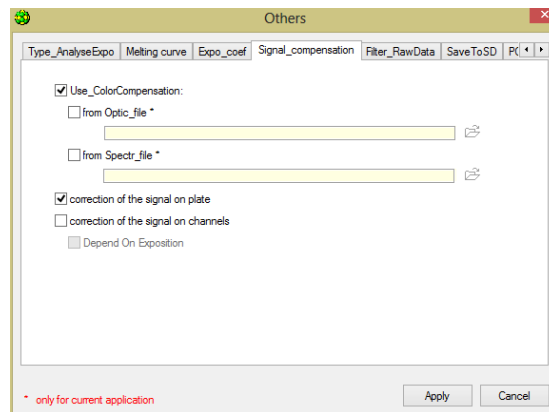 Others
Type_AnalyseExpo Melting curve Expo_coef Signal_compensation Filter_RawData SaveToSD
Use_ColorCompensation:
from Optic_file *
from Spectr_file *
correction of the signal on plate
correction of the signal on channels
Depend On Exposition
* only for current application
Apply Cancel